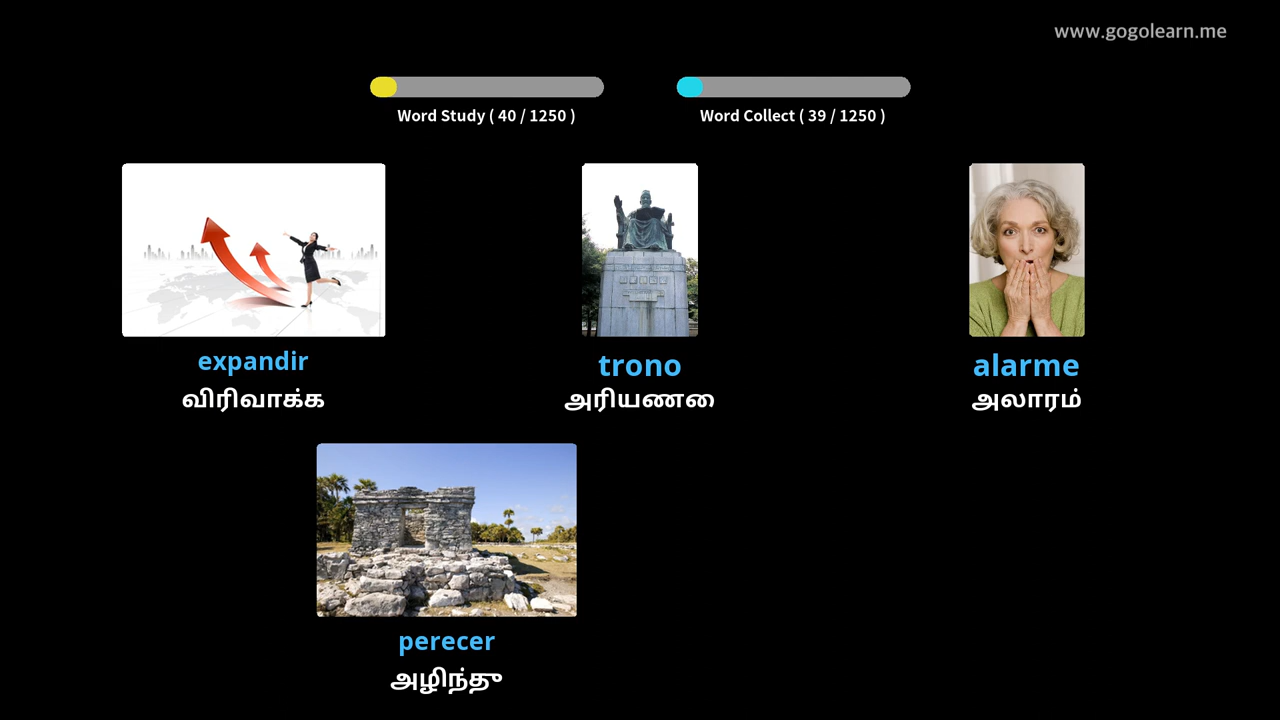 www.gogolearn.me
Word Study ( 40 / 1250 )
Word Collect ( 39 / 1250 )
expandir
விரிவாக்க
trono
அரியணை
alarme
அலாரம்
perecer
அழிந்து